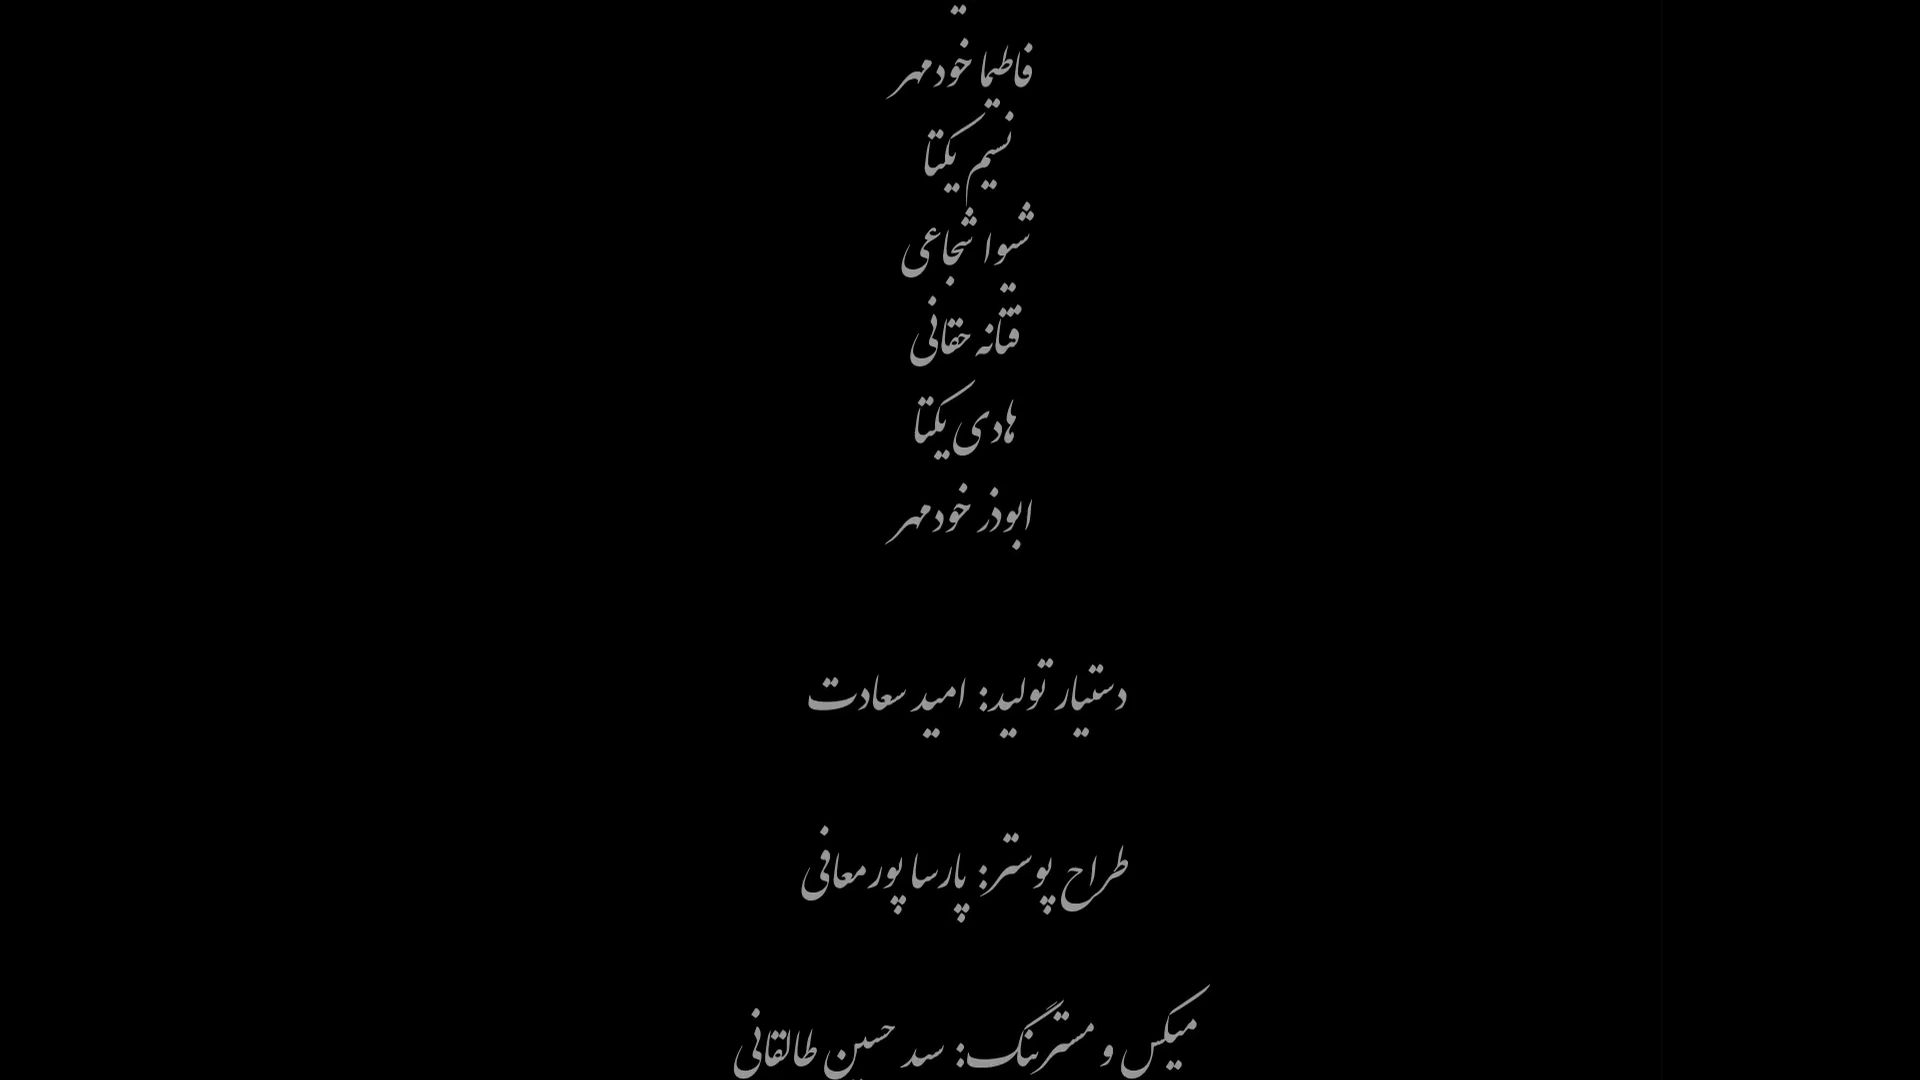 فاطیما خودمهر
نسیم یکتا
شیوا شجاعی
فتانه حقانی
هادی یکتا
ابوذر خودمهر
دستیار تولید: امید سعادت
طراح پوستر: پارسا پورمعافی
میکس و مسترینگ: سید حسین طالقانی